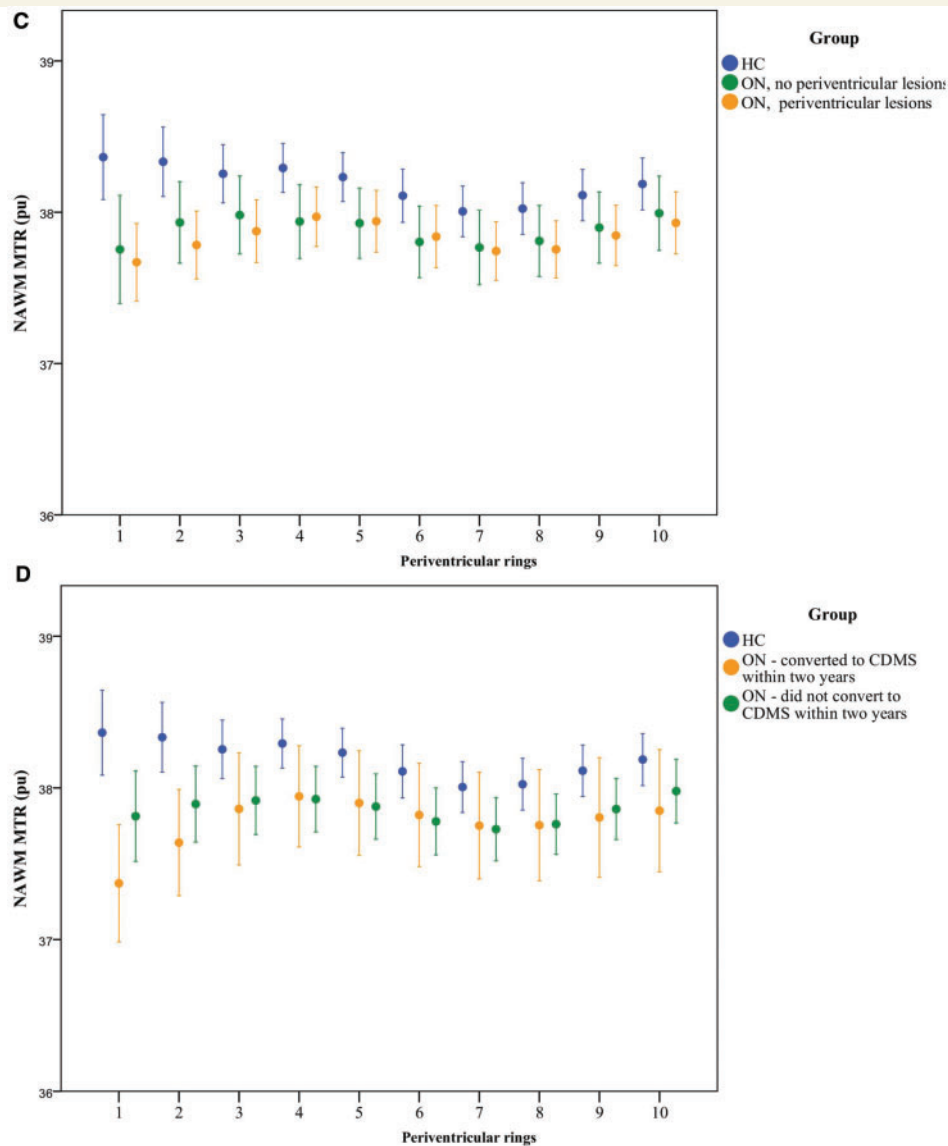 C
Group
HC
ON, no periventricular lesions
ON, periventricular lesions
NAWM MTR (pu)
39
38
37
36
1 2 3 4 5 6 7 8 9 10
Periventricular rings
D
Group
HC
ON - converted to CDMS
within two years
ON - did not convert to
CDMS within two years
NAWM MTR (pu)
39
38
37
36
1 2 3 4 5 6 7 8 9 10
Periventricular rings